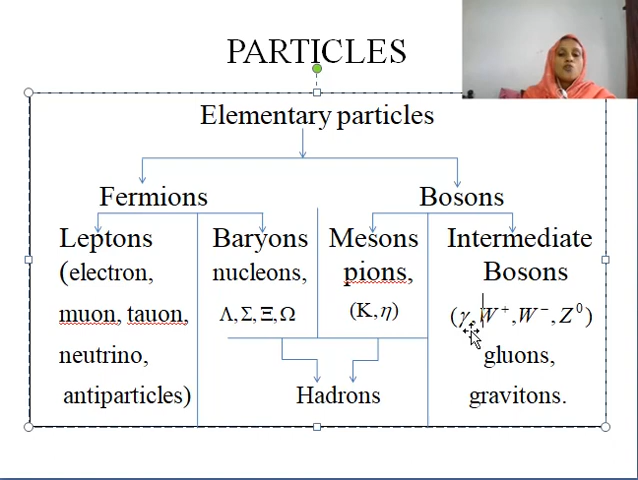 PARTICLES
Elementary particles
Fermions
Bosons
Leptons
(electron,
muon, tauon,
neutrino,
antiparticles)
Baryons
nucleons,
Λ, Σ, Ξ, Ω
Mesons
pions,
(K, η)
Hadrons
Intermediate
Bosons
(γ, W⁺, W⁻, Z⁰)
gluons,
gravitons.